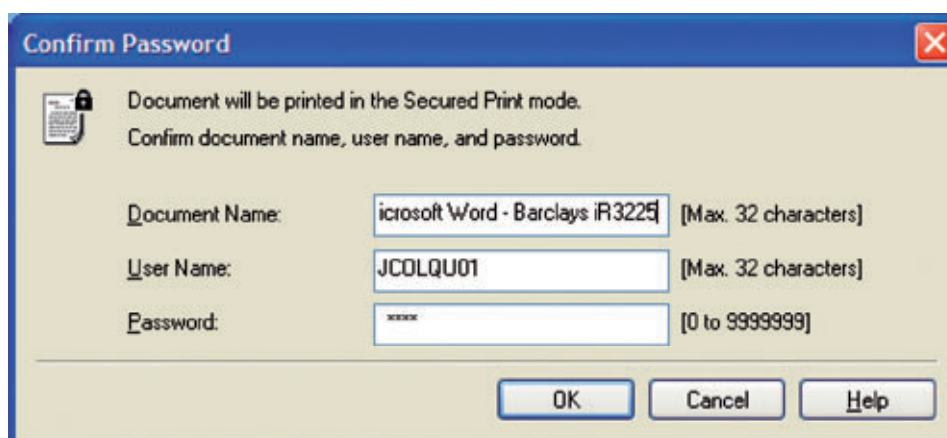 Confirm Password
Document will be printed in the Secured Print mode.
Confirm document name, user name, and password.
Document Name: icrosoft Word - Barclays iR3225 [Max. 32 characters]
User Name: JCOLQU01 [Max. 32 characters]
Password: **** [0 to 9999999]
OK Cancel Help